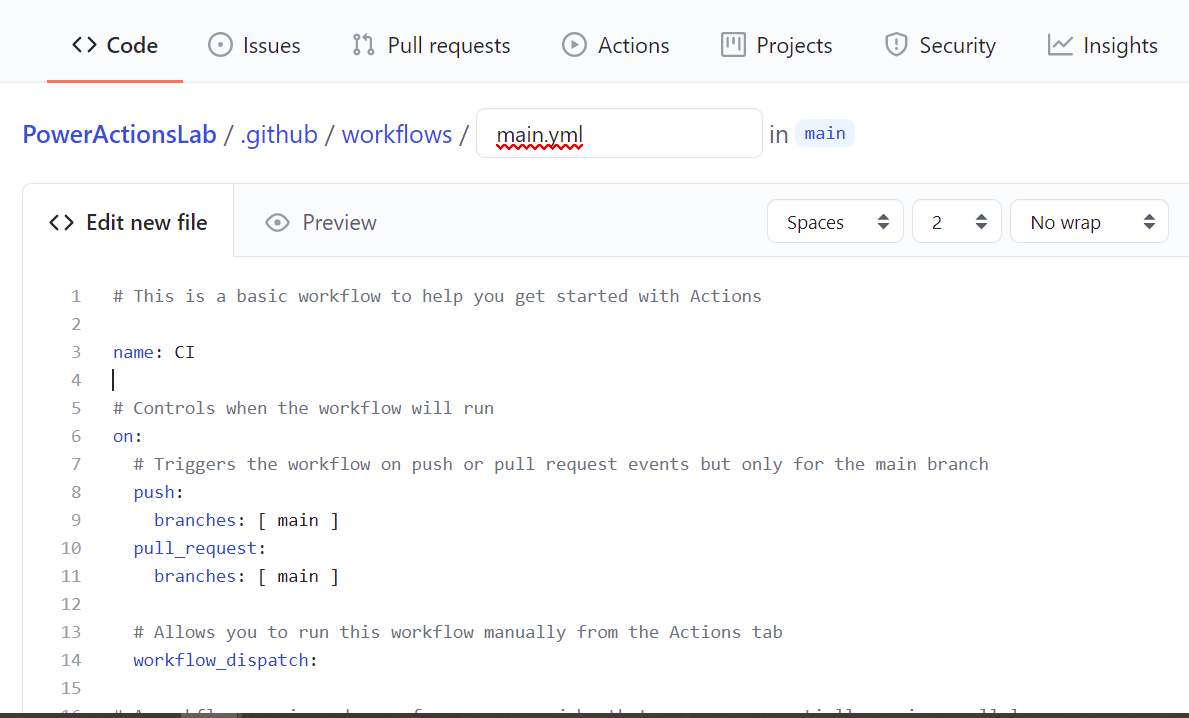 Code Issues Pull requests Actions Projects Security Insights
PowerActionsLab / .github / workflows / main.yml in main
Edit new file Preview Spaces 2 No wrap
1 # This is a basic workflow to help you get started with Actions
2
3 name: CI
4
5 # Controls when the workflow will run
6 on:
7 # Triggers the workflow on push or pull request events but only for the main branch
8 push:
9 branches: [ main ]
10 pull_request:
11 branches: [ main ]
12
13 # Allows you to run this workflow manually from the Actions tab
14 workflow_dispatch:
15